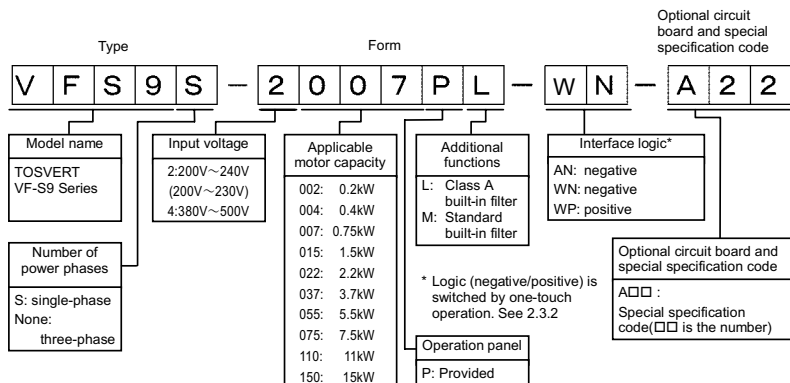 Type
Form
Optional circuit
board and special
specification code
V F S 9 S - 2 0 0 7 P L - W N - A 2 2
Model name
TOSVERT
VF-S9 Series
Number of
power phases
S: single-phase
None:
three-phase
Input voltage
2:200V～240V
(200V～230V)
4:380V～500V
Applicable
motor capacity
002: 0.2kW
004: 0.4kW
007: 0.75kW
015: 1.5kW
022: 2.2kW
037: 3.7kW
055: 5.5kW
075: 7.5kW
110: 11kW
150: 15kW
Additional
functions
L: Class A
built-in filter
M: Standard
built-in filter
* Logic (negative/positive) is
switched by one-touch
operation. See 2.3.2
Operation panel
P: Provided
Interface logic*
AN: negative
WN: negative
WP: positive
Optional circuit board and
special specification code
A□□ :
Special specification
code(□□ is the number)